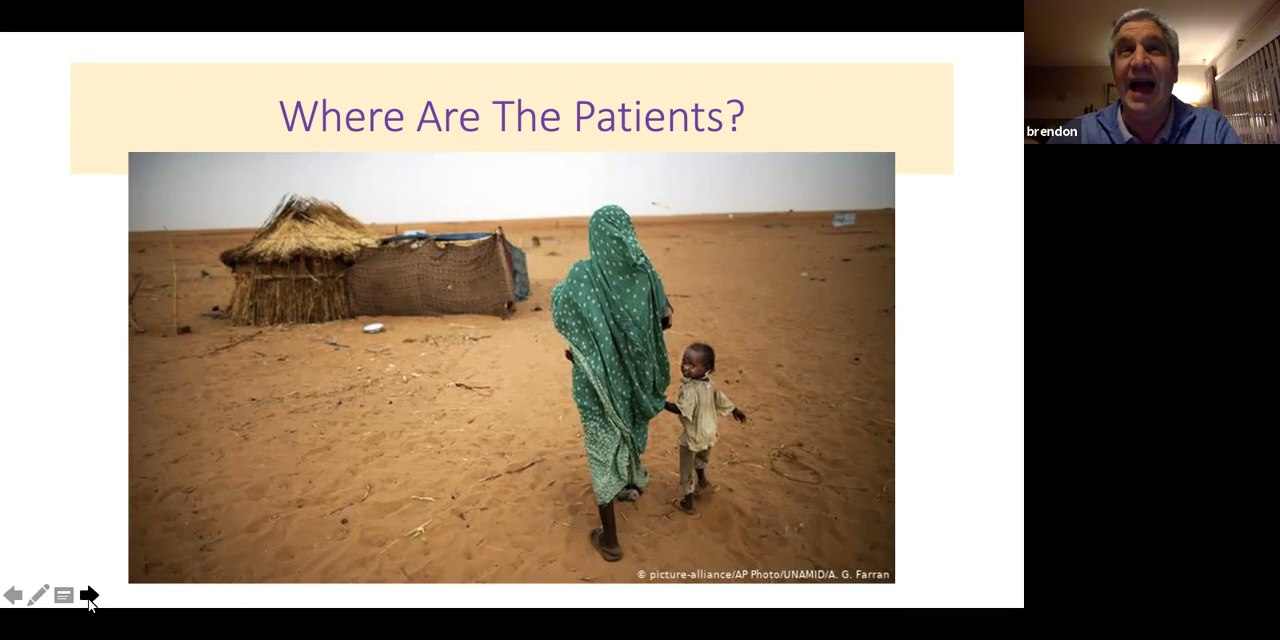 Where Are The Patients?
brendon
© picture-alliance/AP Photo/UNAMID/A. G. Farran